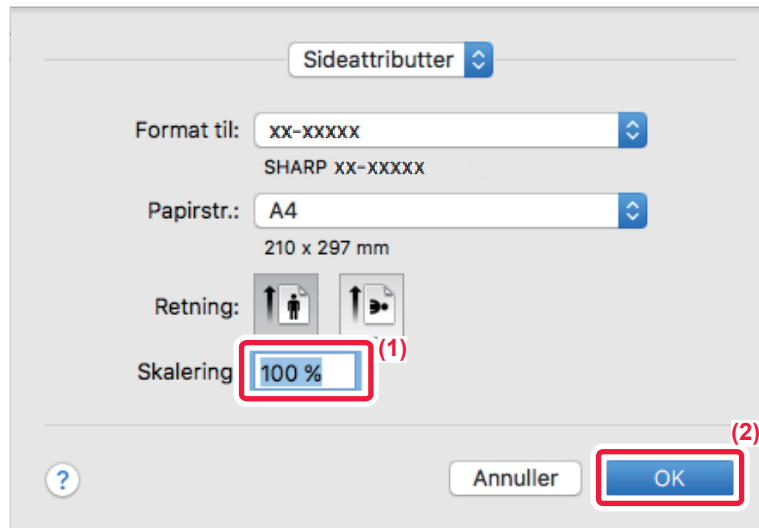 Sideattributter
Format til: xx-xxxxx
SHARP xx-xxxxx
Papirstr.: A4
210 x 297 mm
Retning:
Skalering 100 %
(1)
(2)
? Annuller OK